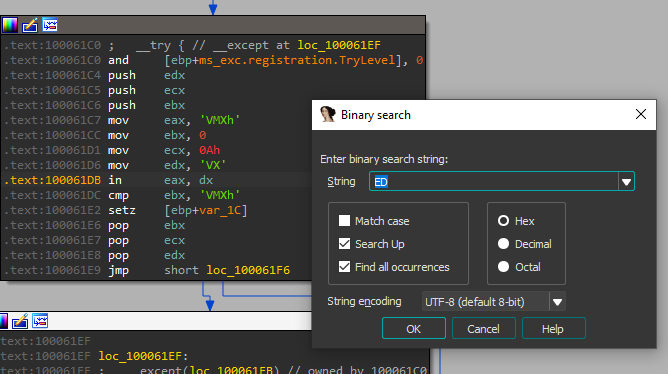 .text:100061C0 ;   __try { // __except at loc_100061EF
.text:100061C0 and     [ebp+ms_exc.registration.TryLevel], 0
.text:100061C4 push    edx
.text:100061C5 push    ecx
.text:100061C6 push    ebx
.text:100061C7 mov     eax, 'VMXh'
.text:100061CC mov     ebx, 0
.text:100061D1 mov     ecx, 0Ah
.text:100061D6 mov     edx, 'VX'
.text:100061DB in      eax, dx
.text:100061DC cmp     ebx, 'VMXh'
.text:100061E2 setz    [ebp+var_1C]
.text:100061E6 pop     ebx
.text:100061E7 pop     ecx
.text:100061E8 pop     edx
.text:100061E9 jmp     short loc_100061F6
text:100061EF
text:100061EF loc_100061EF:
text:100061EF ;   __except(loc_100061EB) // owned by 100061C0
Binary search
Enter binary search string:
String ED
Match case
Search Up
Find all occurrences
Hex
Decimal
Octal
String encoding UTF-8 (default 8-bit)
OK Cancel Help